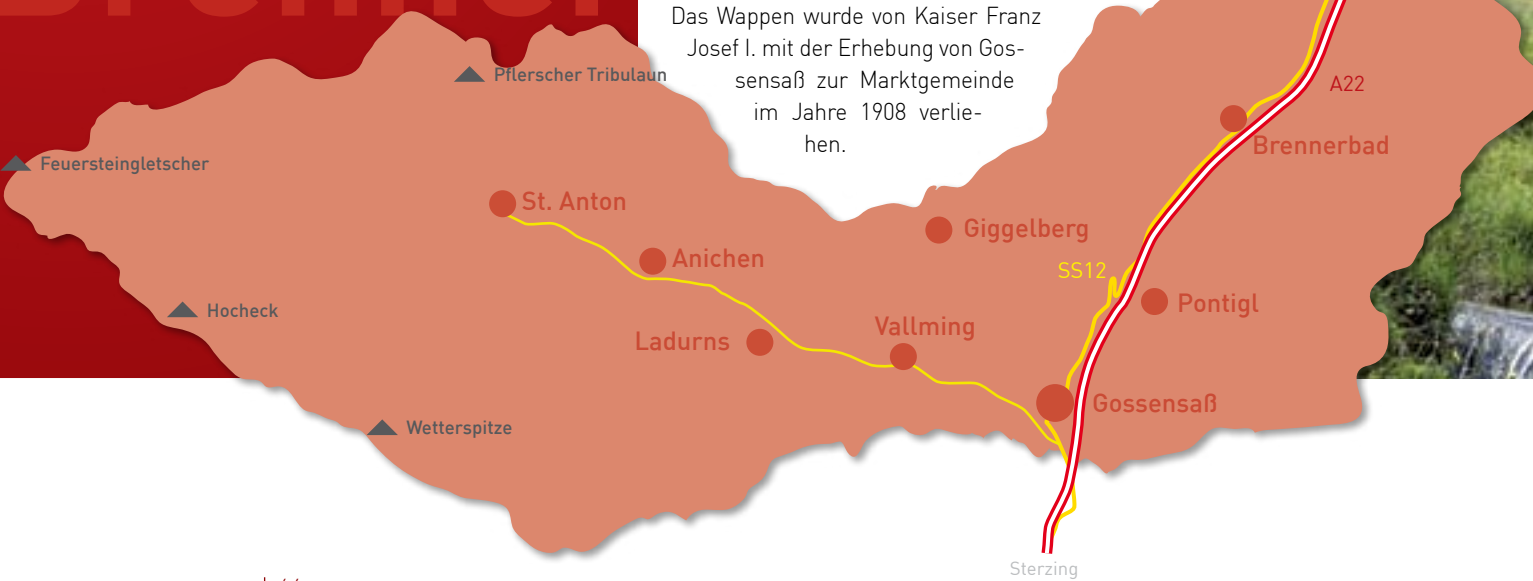 Brenner
Das Wappen wurde von Kaiser Franz
Josef I. mit der Erhebung von Gos-
sensaß zur Marktgemeinde
im Jahre 1908 verlie-
hen.
Pflerscher Tribulaun
A22
Brennerbad
Feuersteingletscher
St. Anton
Giggelberg
Anichen
SS12
Pontigl
Hocheck
Vallming
Ladurns
Gossensaß
Wetterspitze
Sterzing